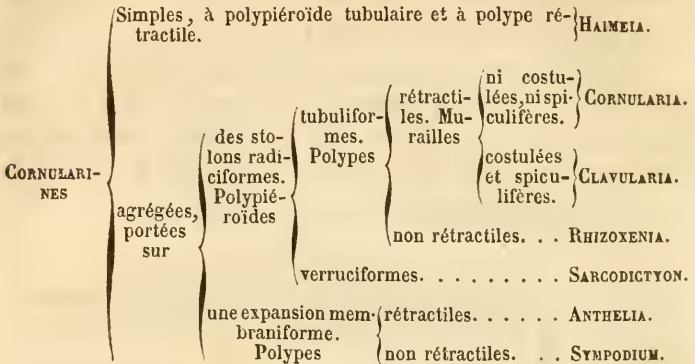 Simples, à polypiéroïde tubulaire et à polype ré-
tractile.
HAIMEIA.
CORNULARI-
NES
agrégées,
portées
sur
des sto-
lons radi-
ciformes.
Polypié-
roïdes
tubulifor-
mes.
Polypes
rétracti-
les. Mu-
railles
ni costu-
lées, ni spi-
culifères.
CORNULARIA.
costulées
et spicu-
lifères.
CLAVULARIA.
non rétractiles. . . RHIZOXENIA.
verruciformes. . . . . . . . . SARCODICTYON.
une expansion mem-
braniforme.
Polypes
rétractiles. . . . . . ANTHELIA.
non rétractiles. . . SYMPODIUM.